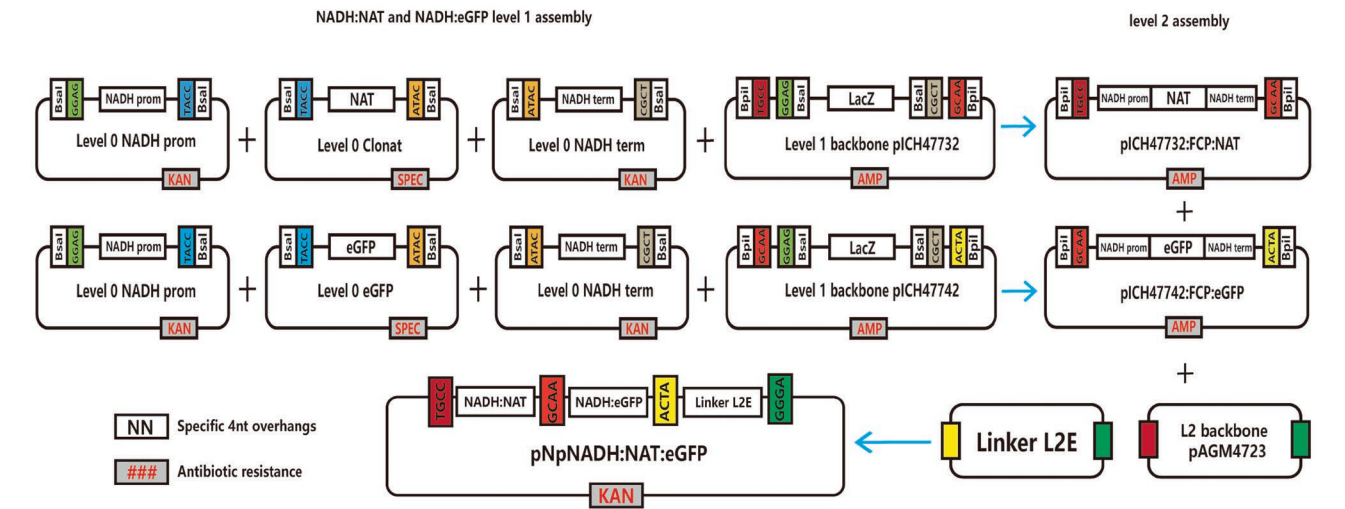 NADH:NAT and NADH:eGFP level 1 assembly
level 2 assembly
BsaI GGAG NADH prom TACC BsaI
Level 0 NADH prom
KAN
+
BsaI TACC NAT ATAC BsaI
Level 0 Clonat
SPEC
+
BsaI ATAC NADH term CGCT BsaI
Level 0 NADH term
KAN
+
BpiI TGCC GGAG BsaI LacZ BsaI CGCT GCAA BpiI
Level 1 backbone pICH47732
AMP
BpiI TGCC NADH prom NAT NADH term GCAA BpiI
pICH47732:FCP:NAT
AMP
+
BsaI GGAG NADH prom TACC BsaI
Level 0 NADH prom
KAN
+
BsaI TACC eGFP ATAC BsaI
Level 0 eGFP
SPEC
+
BsaI ATAC NADH term CGCT BsaI
Level 0 NADH term
KAN
+
BpiI GCAA GGAG BsaI LacZ BsaI CGCT ACTA BpiI
Level 1 backbone pICH47742
AMP
BpiI GCAA NADH prom eGFP NADH term ACTA BpiI
pICH47742:FCP:eGFP
AMP
+
Linker L2E
L2 backbone
pAGM4723
TGCC NADH:NAT GCAA NADH:eGFP ACTA Linker L2E GGGA
pNpNADH:NAT:eGFP
KAN
NN Specific 4nt overhangs
### Antibiotic resistance